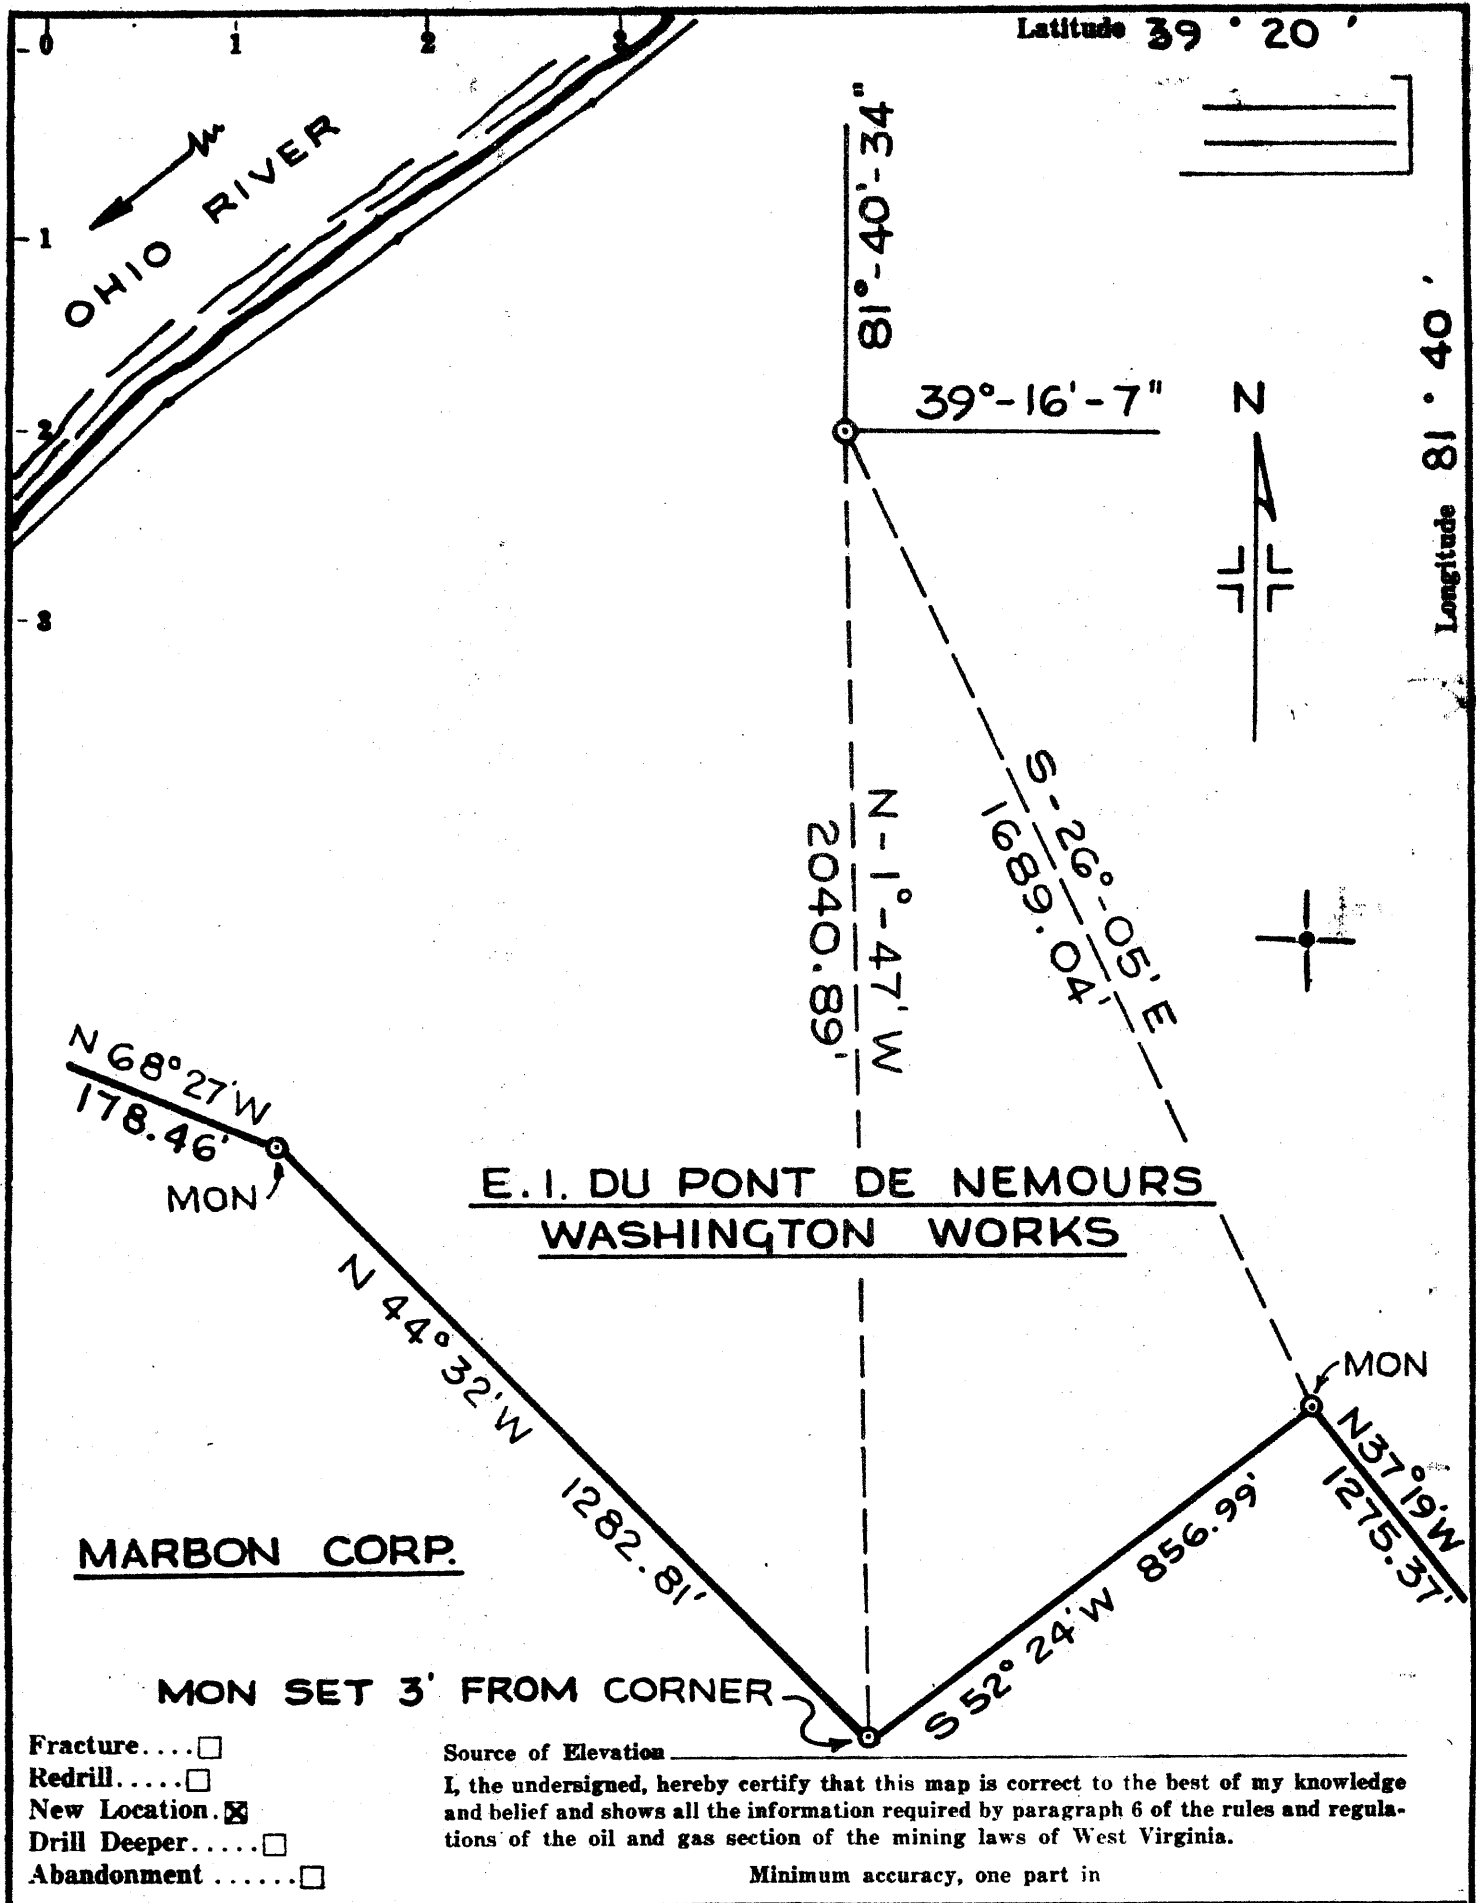 0 1 2 3
Latitude 39 ° 20 '
OHIO RIVER
1
2
3
81°-40'-34"
39°-16'-7"
N
Longitude 81 ° 40 '
S-26°-05' E
1689.04'
N-1°-47' W
2040.89'
N 68°27'W
178.46'
MON
E. I. DU PONT DE NEMOURS
WASHINGTON WORKS
N 44°32'W 1282.81'
MON
N37°19'W
1275.37'
S 52° 24'W 856.99'
MARBON CORP.
MON SET 3' FROM CORNER
Fracture....
Redrill.....
New Location.
Drill Deeper.....
Abandonment ......
Source of Elevation
I, the undersigned, hereby certify that this map is correct to the best of my knowledge
and belief and shows all the information required by paragraph 6 of the rules and regula-
tions of the oil and gas section of the mining laws of West Virginia.
Minimum accuracy, one part in